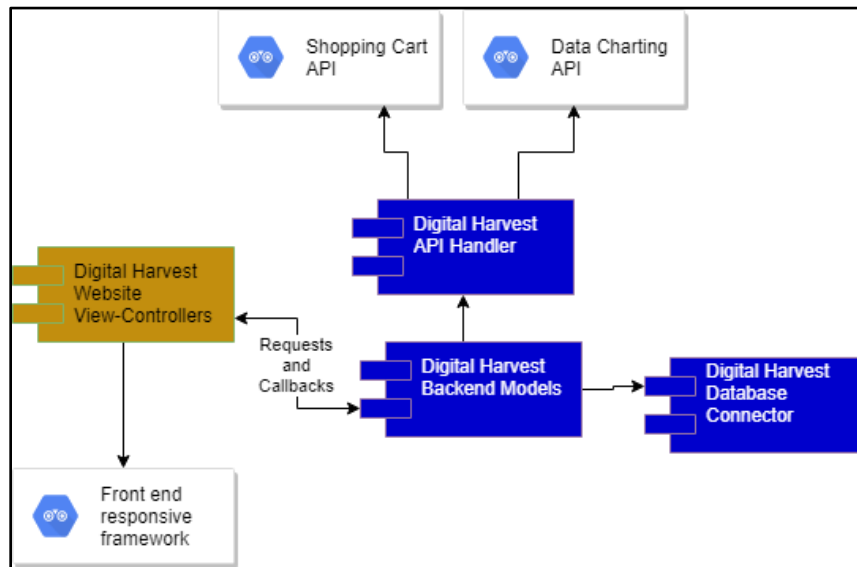 Shopping Cart
API
Data Charting
API
Digital Harvest
API Handler
Digital Harvest
Website
View-Controllers
Requests
and
Callbacks
Digital Harvest
Backend Models
Digital Harvest
Database
Connector
Front end
responsive
framework